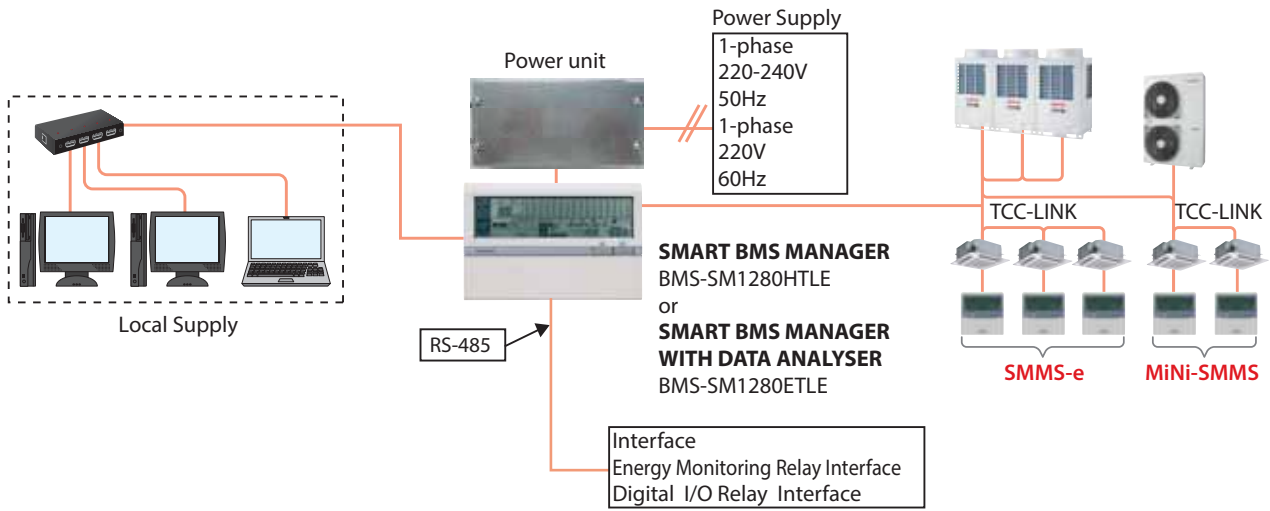 Power Supply
1-phase
220-240V
50Hz
1-phase
220V
60Hz
Power unit
Local Supply
TCC-LINK
TCC-LINK
SMART BMS MANAGER
BMS-SM1280HTLE
or
SMART BMS MANAGER
WITH DATA ANALYSER
BMS-SM1280ETLE
RS-485
SMMS-e
MiNi-SMMS
Interface
Energy Monitoring Relay Interface
Digital I/O Relay Interface